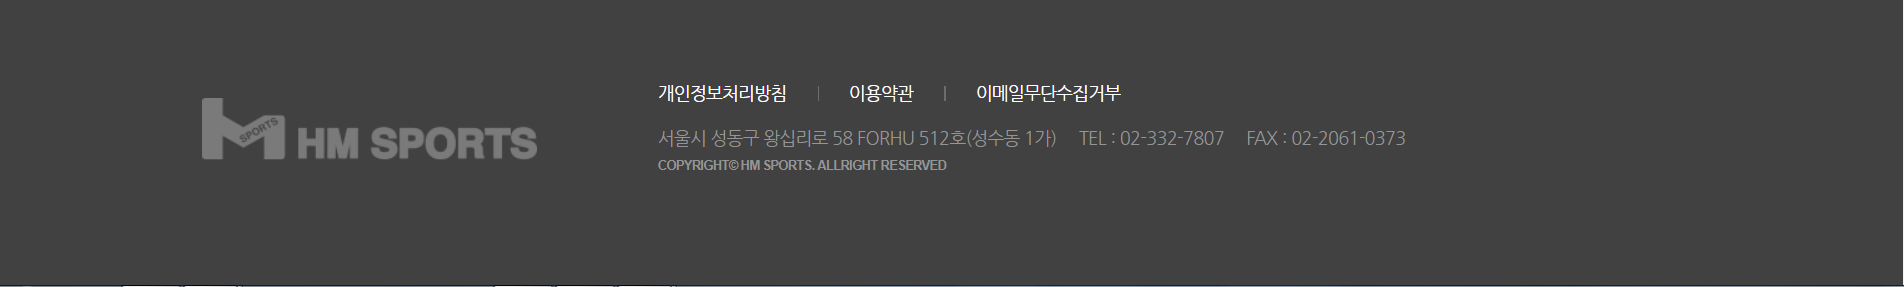 개인정보처리방침 | 이용약관 | 이메일무단수집거부
SPORTS
HM SPORTS
서울시 성동구 왕십리로 58 FORHU 512호(성수동 1가) TEL : 02-332-7807 FAX : 02-2061-0373
COPYRIGHT© HM SPORTS. ALLRIGHT RESERVED